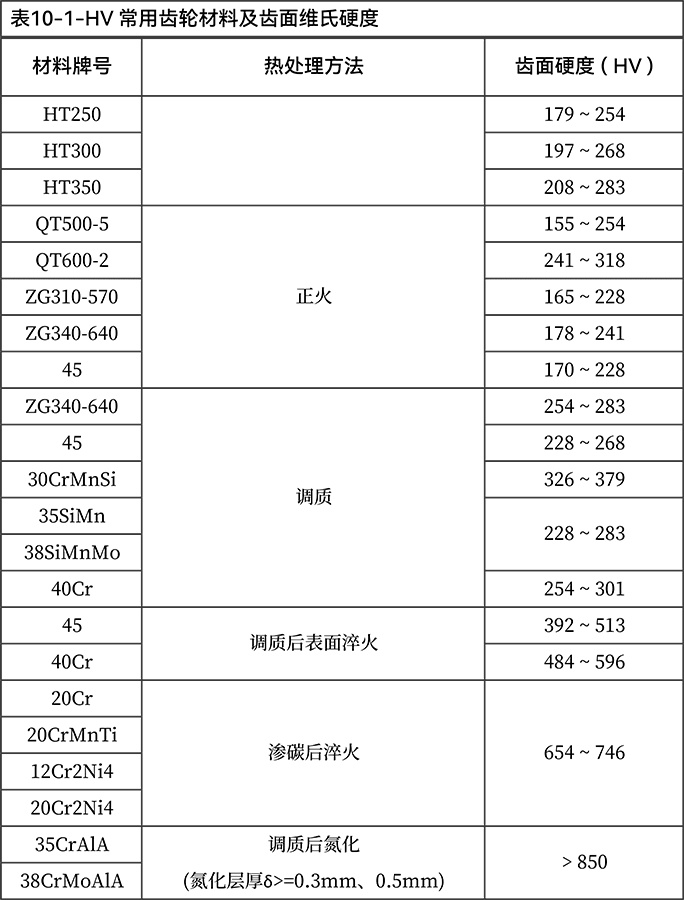 表10-1-HV 常用齿轮材料及齿面维氏硬度
材料牌号 热处理方法 齿面硬度（HV）
HT250 179 ~ 254
HT300 197 ~ 268
HT350 208 ~ 283
QT500-5 155 ~ 254
QT600-2 241 ~ 318
ZG310-570 正火 165 ~ 228
ZG340-640 178 ~ 241
45 170 ~ 228
ZG340-640 254 ~ 283
45 228 ~ 268
30CrMnSi 326 ~ 379
调质
35SiMn
228 ~ 283
38SiMnMo
40Cr 254 ~ 301
45 392 ~ 513
调质后表面淬火
40Cr 484 ~ 596
20Cr
20CrMnTi
渗碳后淬火 654 ~ 746
12Cr2Ni4
20Cr2Ni4
35CrAlA 调质后氮化
> 850
38CrMoAlA (氮化层厚δ>=0.3mm、0.5mm)